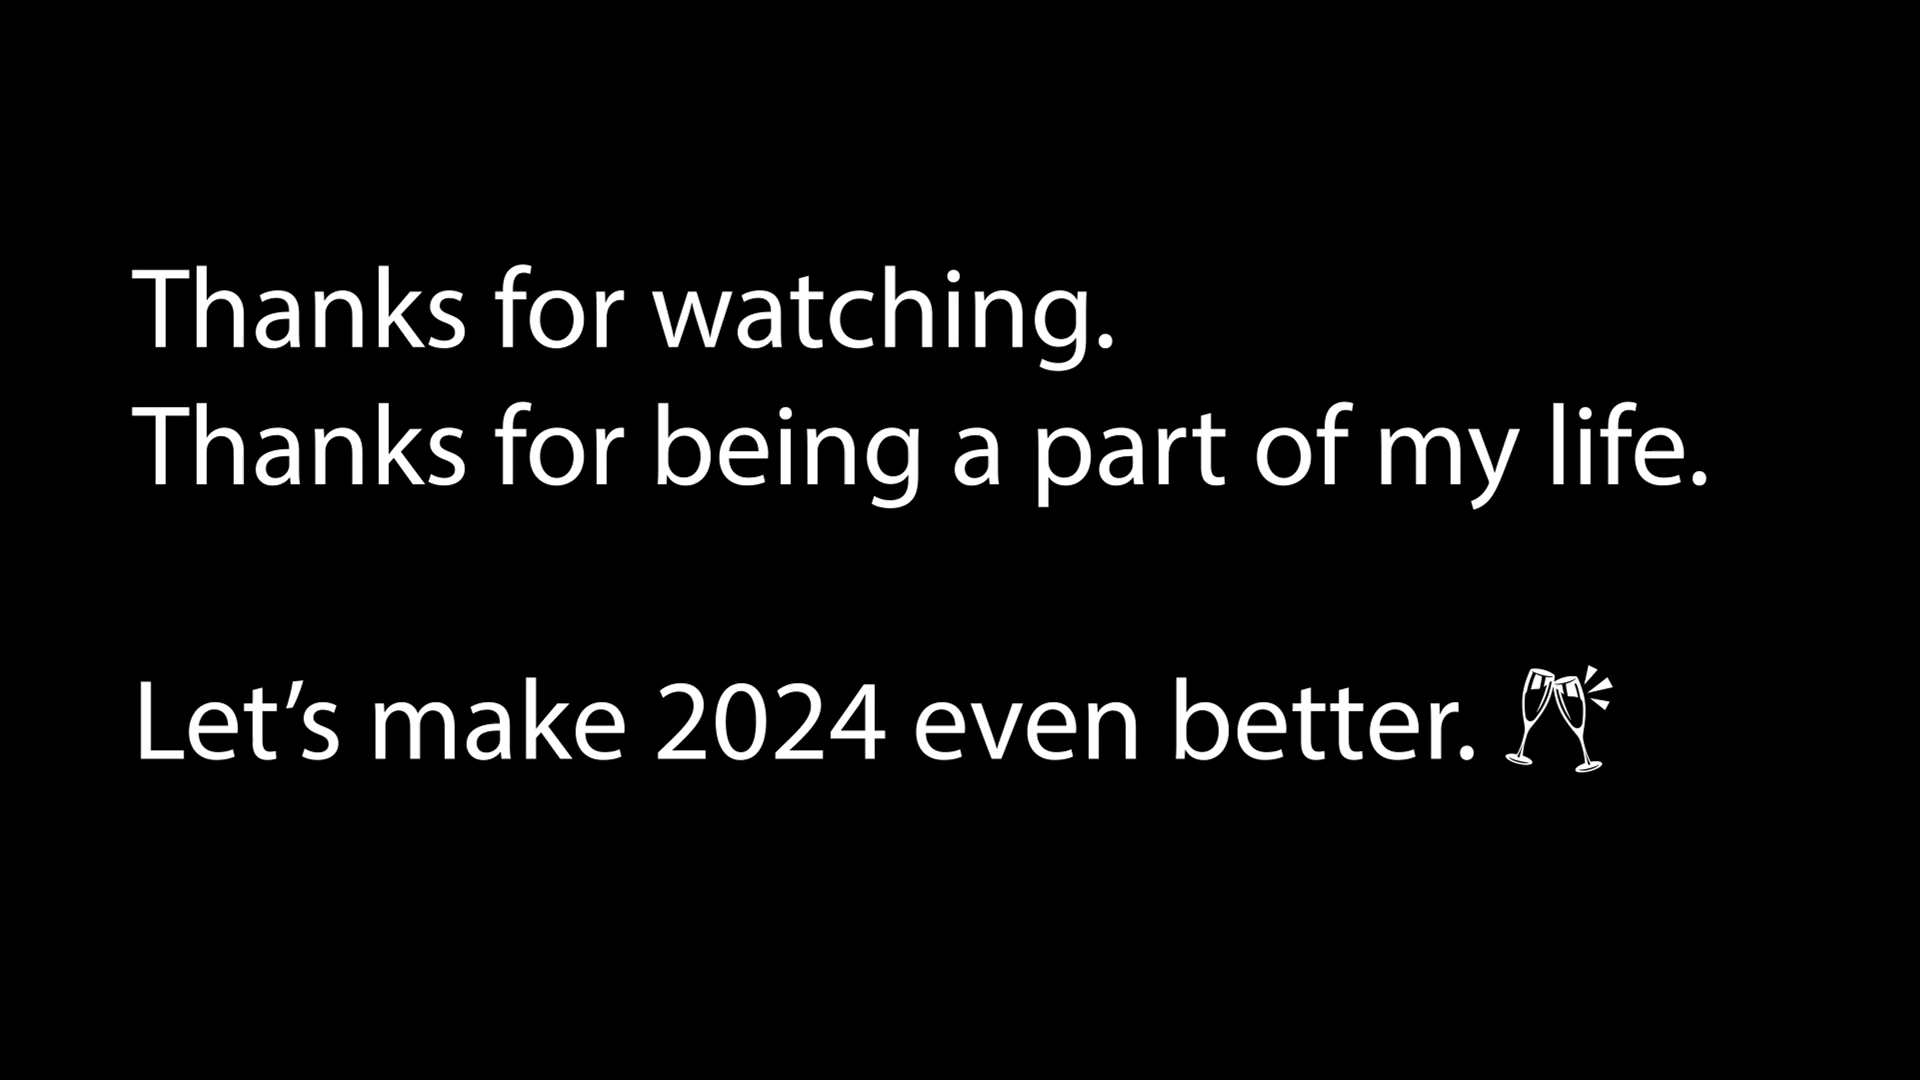 Thanks for watching.
Thanks for being a part of my life.
Let’s make 2024 even better. 🥂